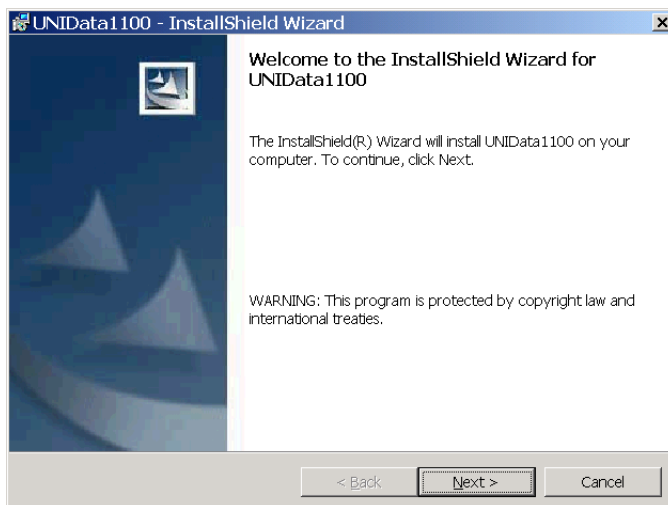 UNIData1100 - InstallShield Wizard
Welcome to the InstallShield Wizard for
UNIData1100
The InstallShield(R) Wizard will install UNIData1100 on your
computer. To continue, click Next.
WARNING: This program is protected by copyright law and
international treaties.
< Back
Next >
Cancel